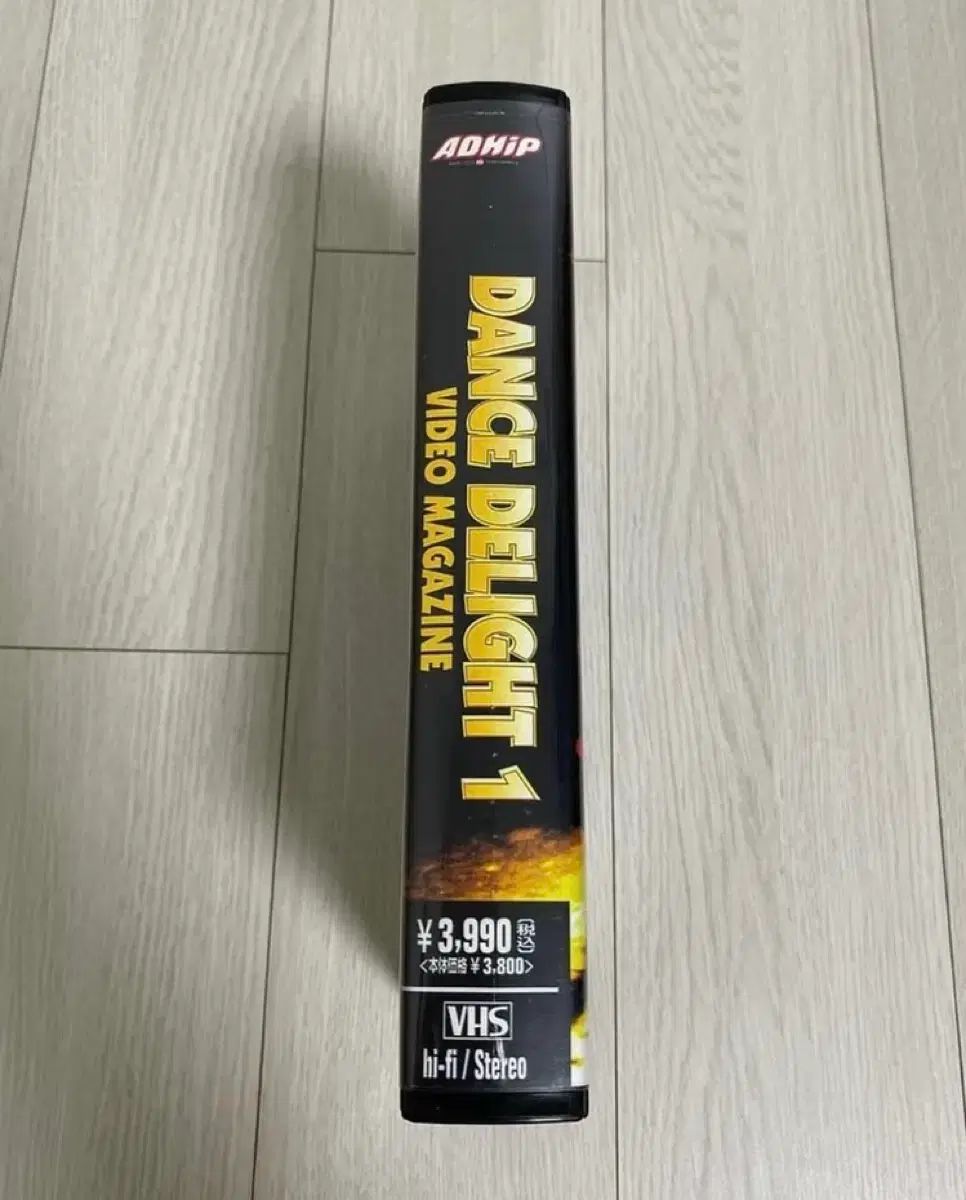 ADHiP
DANCE DELIGHT 1
VIDEO MAGAZINE
¥3,990(税込)
<本体価格¥3,800>
VHS
hi-fi / Stereo